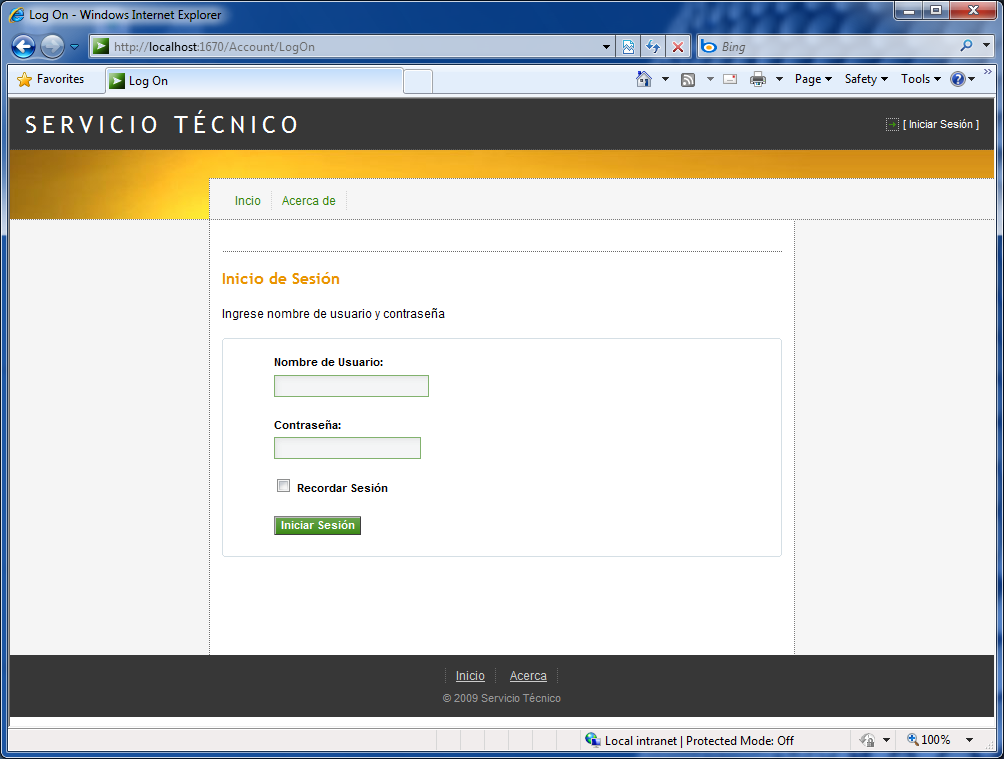 Log On - Windows Internet Explorer
http://localhost:1670/Account/LogOn
Bing
Favorites
Log On
Page
Safety
Tools
SERVICIO TÉCNICO
[ Iniciar Sesión ]
Incio
Acerca de
Inicio de Sesión
Ingrese nombre de usuario y contraseña
Nombre de Usuario:
Contraseña:
Recordar Sesión
Iniciar Sesión
Inicio
Acerca
© 2009 Servicio Técnico
Local intranet | Protected Mode: Off
100%